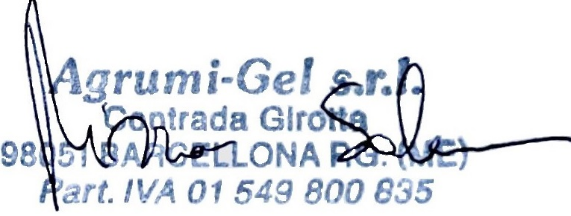 Agrumi-Gel s.r.l.
Contrada Girotta
98051 BARCELLONA P.G. (ME)
Part. IVA 01 549 800 835